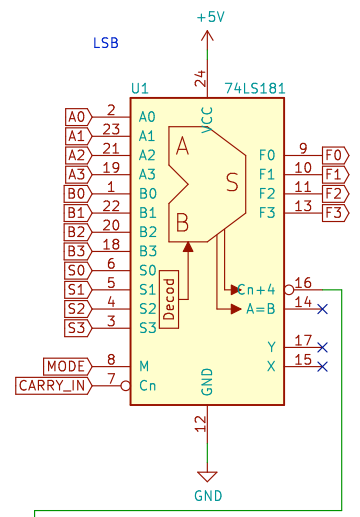 +5V
LSB
24
U1 74LS181
VCC
A0 2 A0
A1 23 A1
A2 21 A2
A3 19 A3
B0 1 B0
B1 22 B1
B2 20 B2
B3 18 B3
S0 6 S0
S1 5 S1
S2 4 S2
S3 3 S3
MODE 8 M
CARRY_IN 7 Cn
A
B
S
Decod
F0 9 F0
F1 10 F1
F2 11 F2
F3 13 F3
Cn+4 16
A=B 14
Y 17
X 15
GND
12
GND